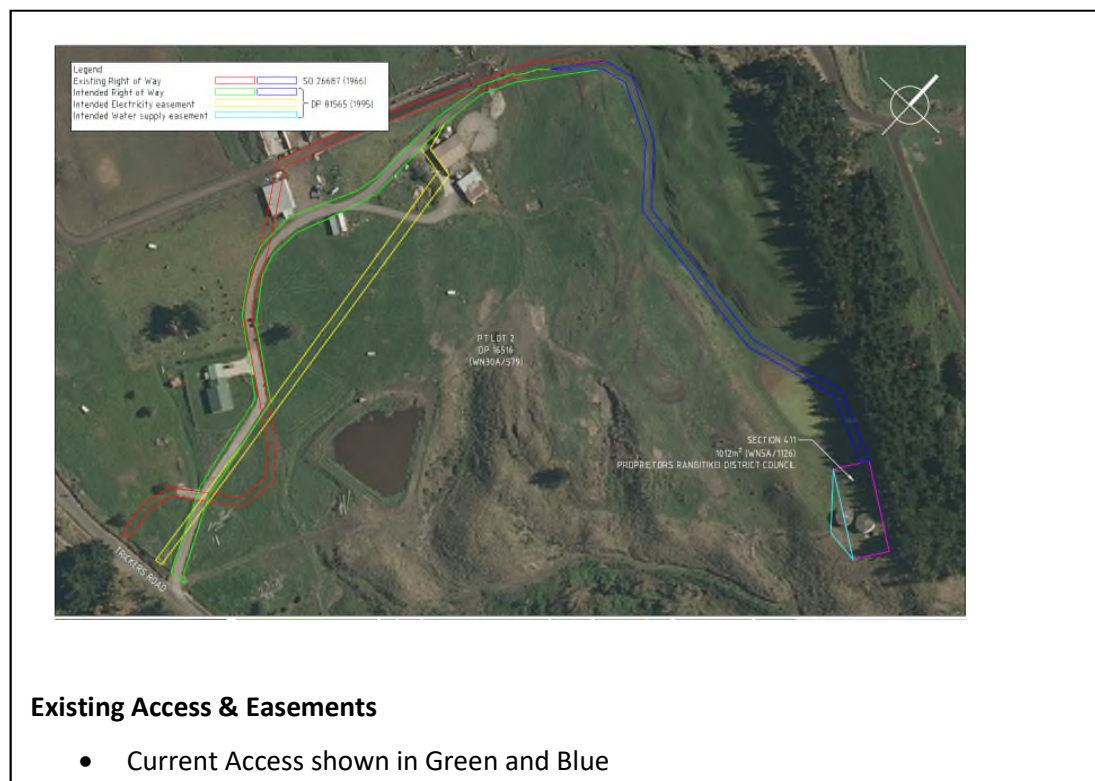 Legend
Existing Right of Way SO 26687 (1966)
Intended Right of Way
Intended Electricity easement DP 81565 (1995)
Intended Water supply easement
PT LOT 2
DP 16516
(WN30A/579)
SECTION 411
1012m² (WN5A/1126)
PROPRIETORS RANGITIKEI DISTRICT COUNCIL
TRICKERS ROAD
Existing Access & Easements
• Current Access shown in Green and Blue